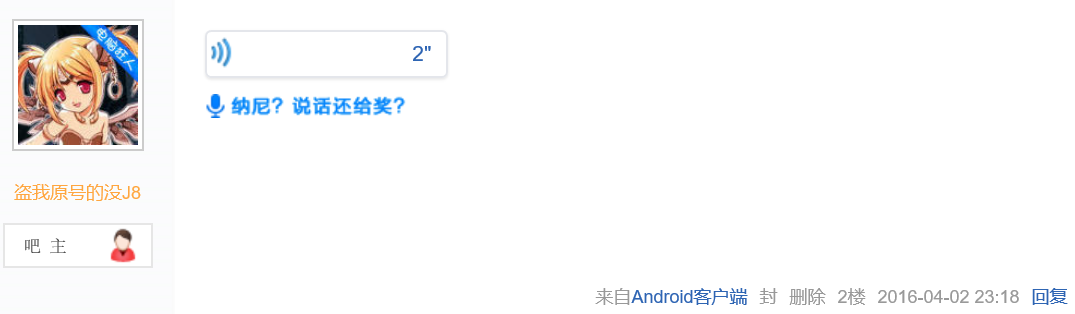 电脑狂人
2"
纳尼？说话还给奖？
盗我原号的没J8
吧 主
来自Android客户端 封 删除 2楼 2016-04-02 23:18 回复